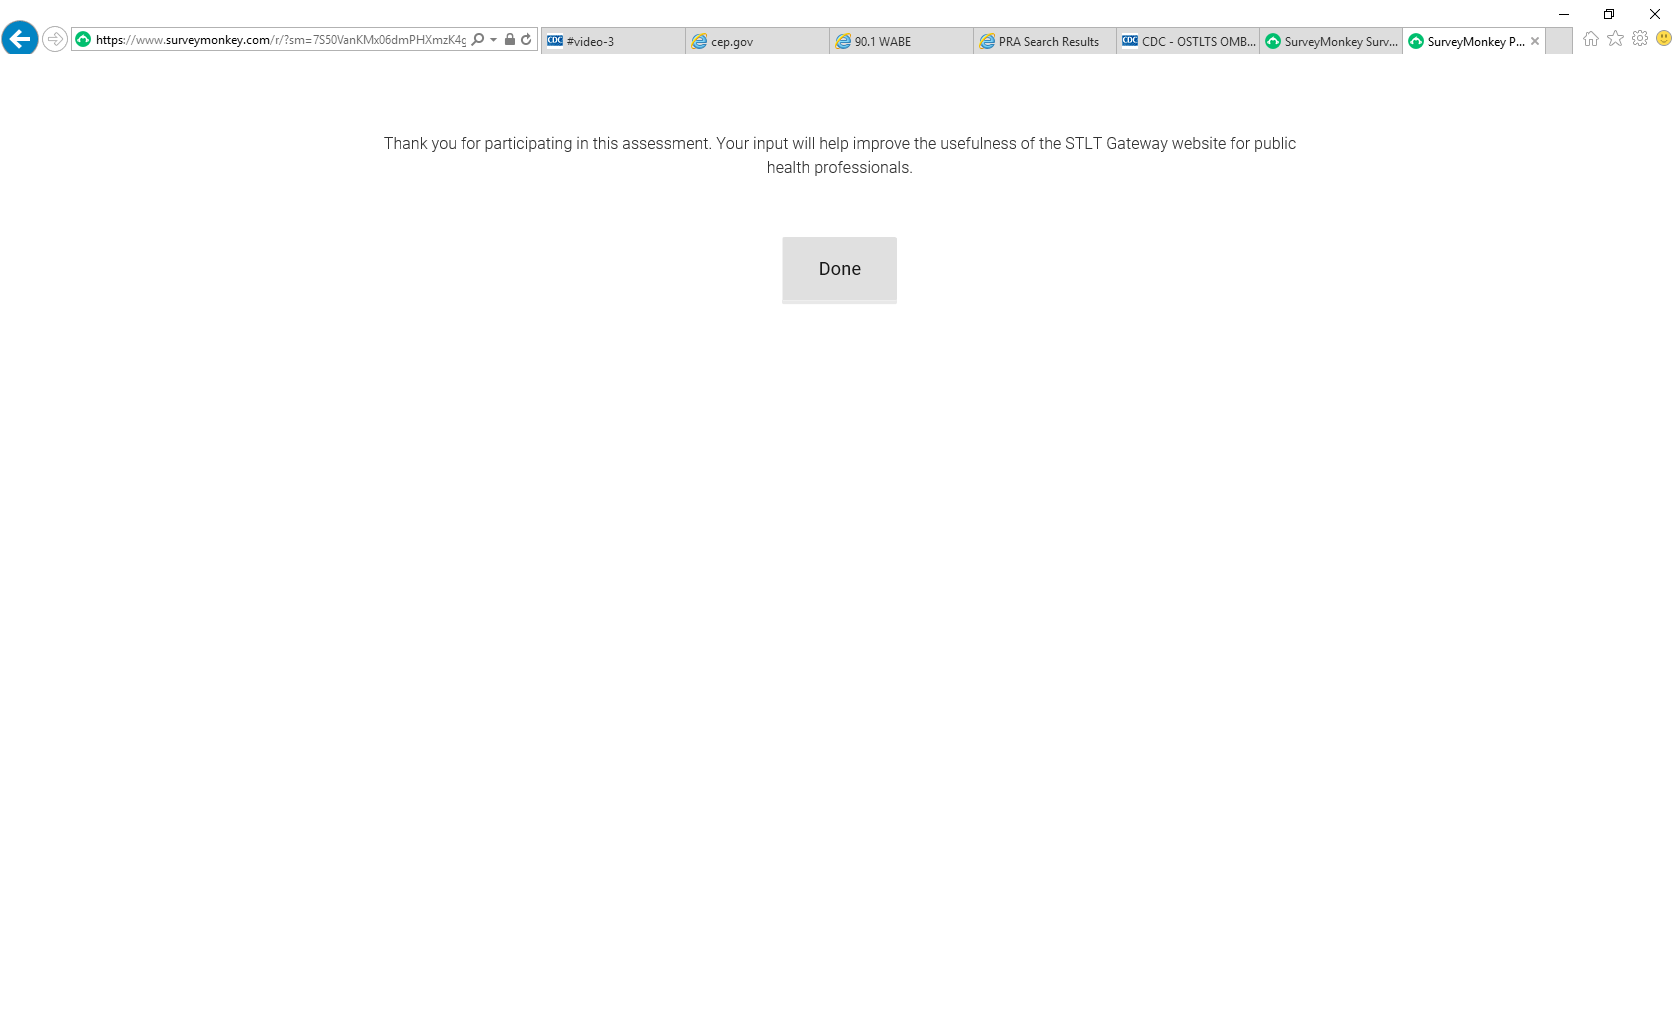 https://www.surveymonkey.com/r/?sm=7S50VanKMx06dmPHXmzK4g
CDC #video-3
cep.gov
90.1 WABE
PRA Search Results
CDC CDC - OSTLTS OMB...
SurveyMonkey Surv...
SurveyMonkey P...
Thank you for participating in this assessment. Your input will help improve the usefulness of the STLT Gateway website for public
health professionals.
Done